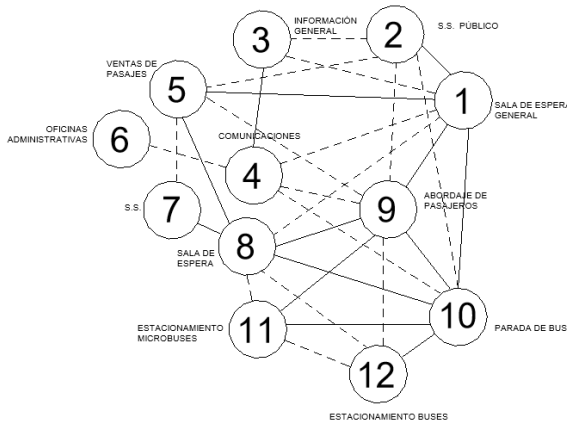 3
INFORMACIÓN
GENERAL
2
S.S. PÚBLICO
VENTAS DE
PASAJES
5
1
SALA DE ESPERA
GENERAL
OFICINAS
ADMINISTRATIVAS
6
COMUNICACIONES
4
S.S.
7
9
ABORDAJE DE
PASAJEROS
SALA DE
ESPERA
8
ESTACIONAMIENTO
MICROBUSES
11
10
PARADA DE BUS
12
ESTACIONAMIENTO BUSES